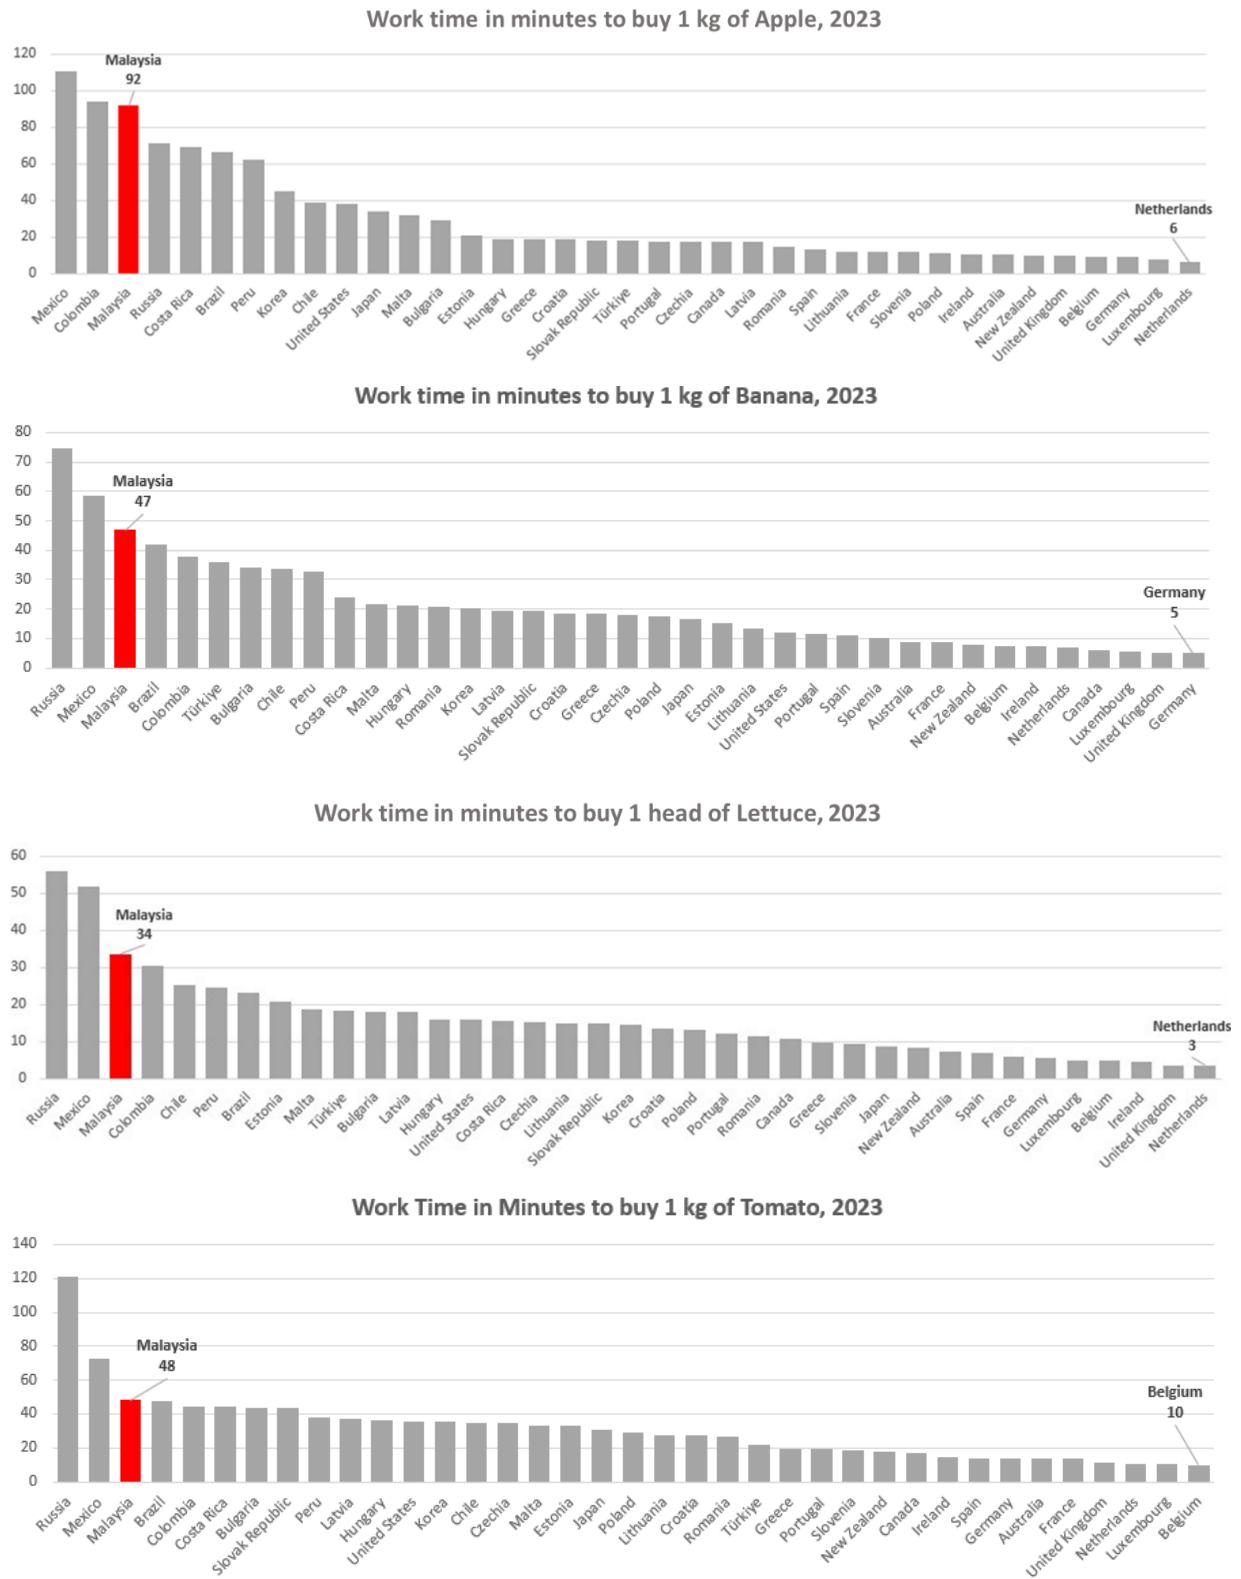 Work time in minutes to buy 1 kg of Apple, 2023
120
100
80
60
40
20
0
Malaysia
92
Netherlands
6
Mexico
Colombia
Malaysia
Russia
Costa Rica
Brazil
Peru
Korea
Chile
United States
Japan
Malta
Bulgaria
Estonia
Hungary
Greece
Croatia
Slovak Republic
Türkiye
Portugal
Czechia
Canada
Latvia
Romania
Spain
Lithuania
France
Slovenia
Poland
Ireland
Australia
New Zealand
United Kingdom
Belgium
Germany
Luxembourg
Netherlands
Work time in minutes to buy 1 kg of Banana, 2023
80
70
60
50
40
30
20
10
0
Malaysia
47
Germany
5
Russia
Mexico
Malaysia
Brazil
Colombia
Türkiye
Bulgaria
Chile
Peru
Costa Rica
Malta
Hungary
Romania
Korea
Latvia
Slovak Republic
Croatia
Greece
Czechia
Poland
Japan
Estonia
Lithuania
United States
Portugal
Spain
Slovenia
Australia
France
New Zealand
Belgium
Ireland
Netherlands
Canada
Luxembourg
United Kingdom
Germany
Work time in minutes to buy 1 head of Lettuce, 2023
60
50
40
30
20
10
0
Malaysia
34
Netherlands
3
Russia
Mexico
Malaysia
Colombia
Chile
Peru
Brazil
Estonia
Malta
Türkiye
Bulgaria
Latvia
Hungary
United States
Costa Rica
Czechia
Lithuania
Slovak Republic
Korea
Croatia
Poland
Portugal
Romania
Canada
Greece
Slovenia
Japan
New Zealand
Australia
Spain
France
Germany
Luxembourg
Belgium
Ireland
United Kingdom
Netherlands
Work Time in Minutes to buy 1 kg of Tomato, 2023
140
120
100
80
60
40
20
0
Malaysia
48
Belgium
10
Russia
Mexico
Malaysia
Brazil
Colombia
Costa Rica
Bulgaria
Slovak Republic
Peru
Latvia
Hungary
United States
Korea
Chile
Czechia
Malta
Estonia
Japan
Poland
Lithuania
Croatia
Romania
Türkiye
Greece
Portugal
Slovenia
New Zealand
Canada
Ireland
Spain
Germany
Australia
France
United Kingdom
Netherlands
Luxembourg
Belgium